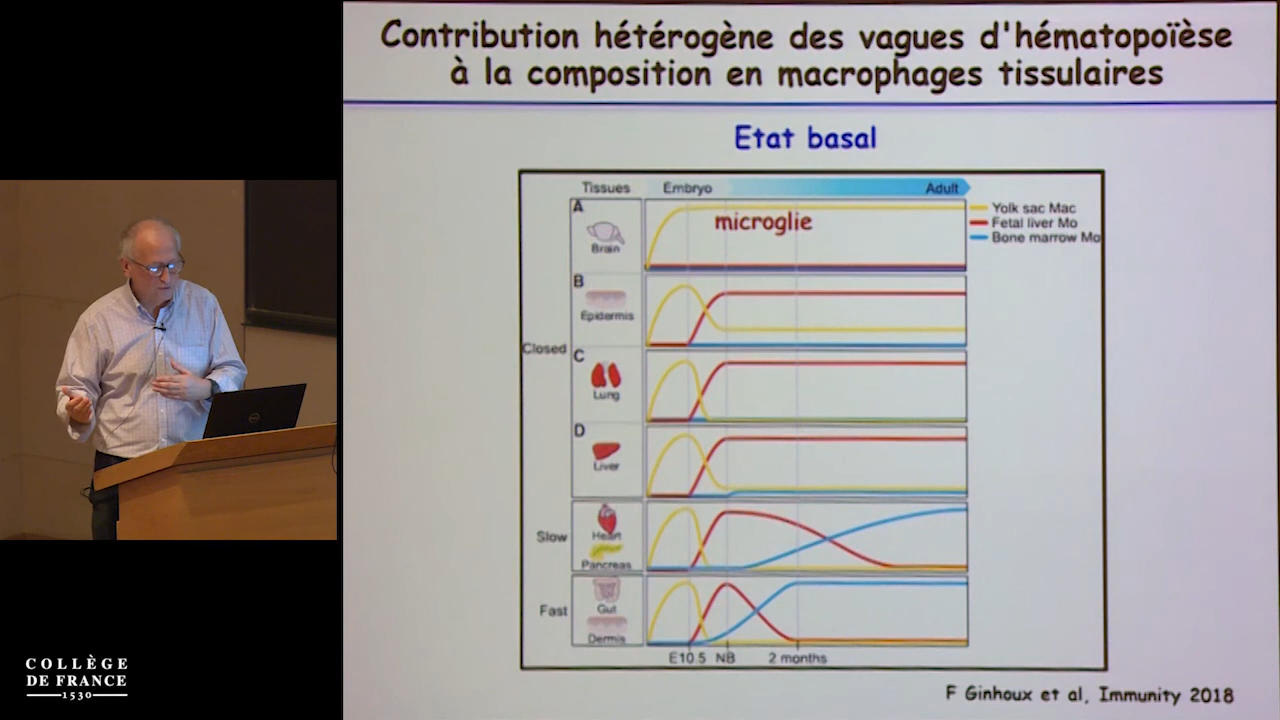 Contribution hétérogène des vagues d'hématopoïèse
à la composition en macrophages tissulaires
Etat basal
Tissues
Embryo
Adult
Yolk sac Mac
Fetal liver Mo
Bone marrow Mo
A
Brain
microglie
B
Epidermis
Closed
C
Lung
D
Liver
Slow
Heart
Pancreas
Fast
Gut
Dermis
E10.5 NB 2 months
F Ginhoux et al, Immunity 2018
COLLÈGE
DE FRANCE
1530